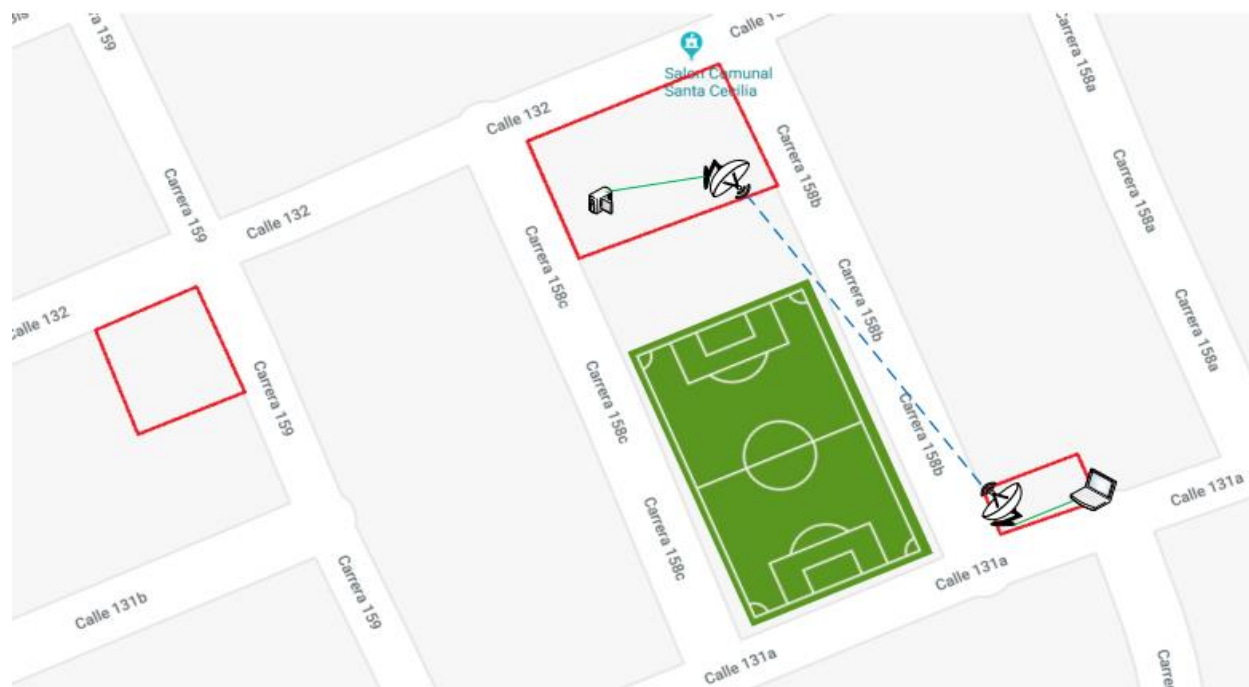 Carrera 158a
Salon Comunal
Santa Cecilia
Calle 132
Carrera 158b
Carrera 158a
Carrera 159
Calle 132
Carrera 158b
Carrera 158c
Carrera 158a
Calle 132
Carrera 159
Carrera 158c
Carrera 158b
Calle 131a
Carrera 158c
Calle 131b
Carrera 159
Calle 131a
Calle 131a